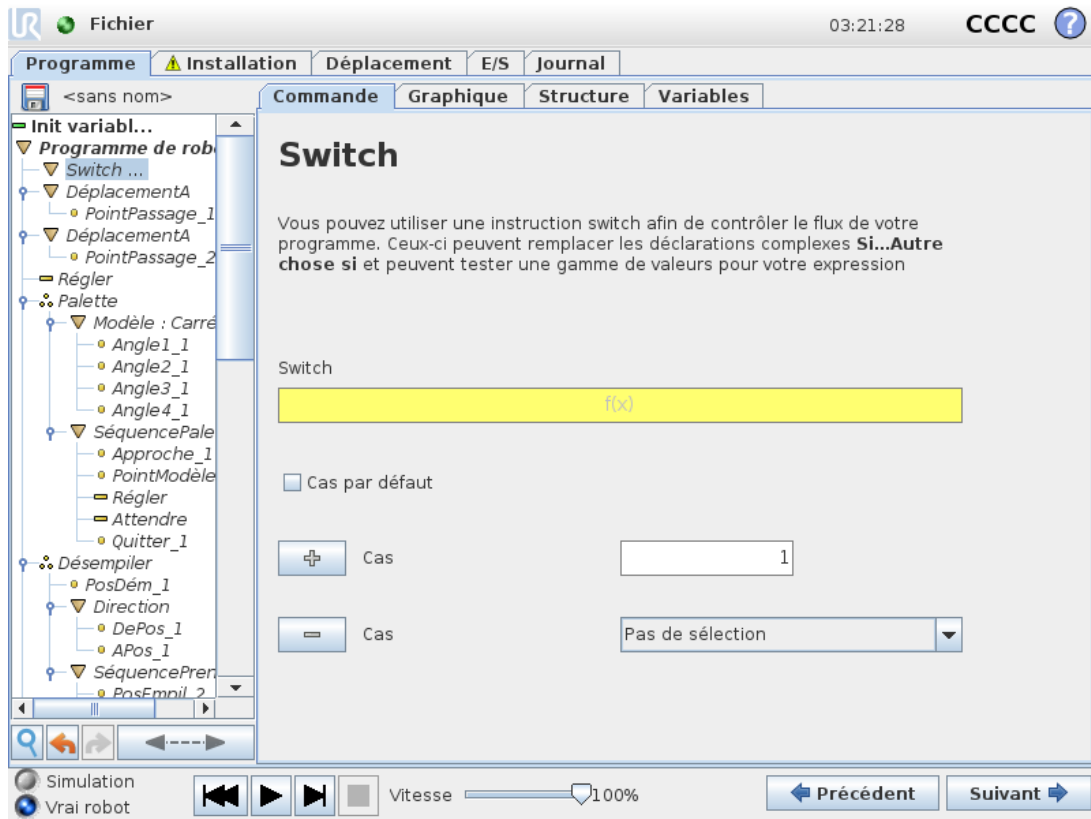 UR Fichier 03:21:28 CCCC ?
Programme Installation Déplacement E/S Journal
<sans nom> Commande Graphique Structure Variables
Init variabl...
Programme de rob
Switch ...
DéplacementA
PointPassage_1
DéplacementA
PointPassage_2
Régler
Palette
Modèle : Carré
Angle1_1
Angle2_1
Angle3_1
Angle4_1
SéquencePale
Approche_1
PointModèle
Régler
Attendre
Quitter_1
Désempiler
PosDém_1
Direction
DePos_1
APos_1
SéquencePren
PosEmpil_2
Switch
Vous pouvez utiliser une instruction switch afin de contrôler le flux de votre
programme. Ceux-ci peuvent remplacer les déclarations complexes Si...Autre
chose si et peuvent tester une gamme de valeurs pour votre expression
Switch
f(x)
Cas par défaut
Cas 1
Cas Pas de sélection
Simulation
Vrai robot
Vitesse 100%
Précédent Suivant